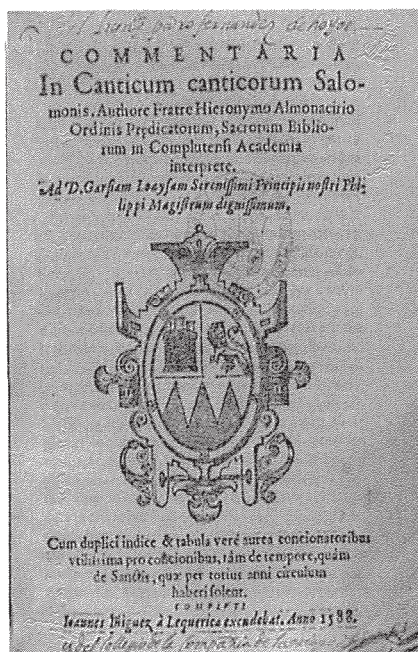 COMMENTARIA
In Canticum canticorum Salo-
monis, Authore Fratre Hieronymo Almonacirio
Ordinis Prędicatorum, Sacrorum Biblio-
rum in Complutensi Academia
interprete.
Ad D. Garsiam Loaysam Serenissimi Principis nostri Phi-
lippi Magistrum dignissimum.
Cum duplici indice & tabula verè aurea concionatoribus
vtilissima pro concionibus, tàm de tempore, quàm
de Sanctis, quæ per totius anni circulum
haberi solent.
COMPLVTI
Ioannes Iñiguez à Lequerica excudebat. Anno 1588.